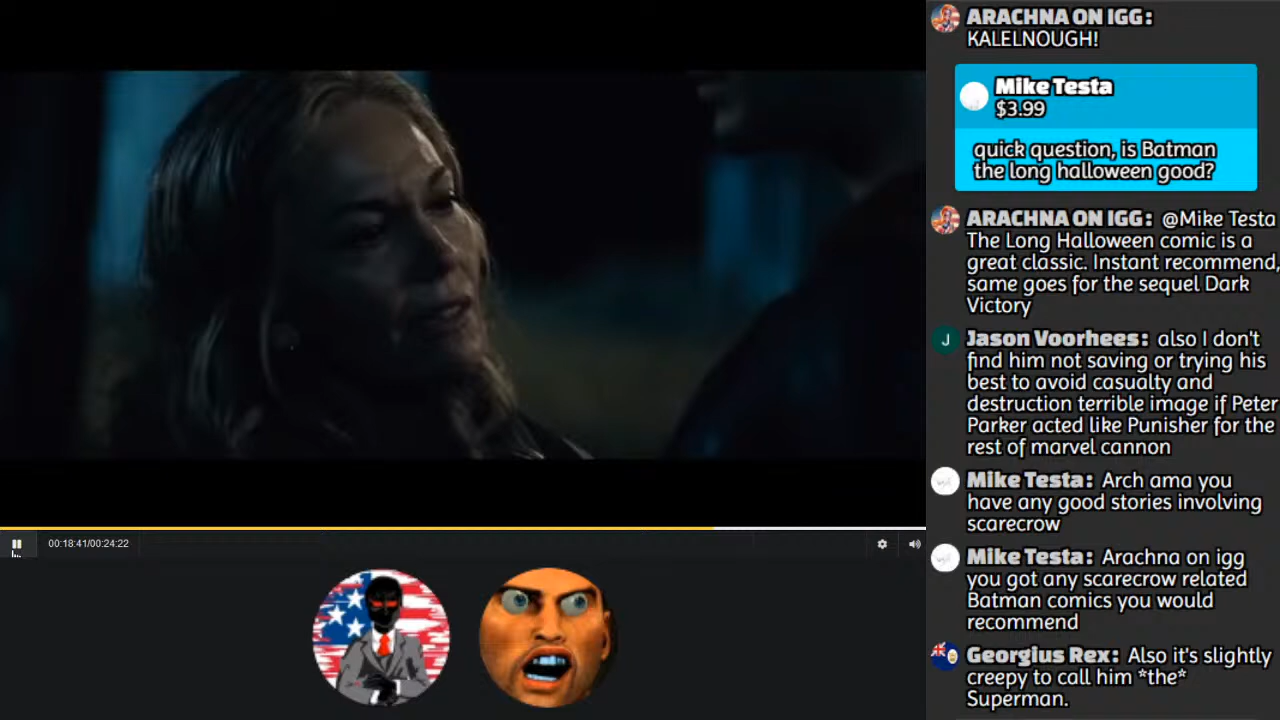 ARACHNA ON IGG:
KALELNOUGH!
Mike Testa
$3.99
quick question, is Batman
the long halloween good?
ARACHNA ON IGG: @Mike Testa
The Long Halloween comic is a
great classic. Instant recommend,
same goes for the sequel Dark
Victory
J
Jason Voorhees: also I don't
find him not saving or trying his
best to avoid casualty and
destruction terrible image if Peter
Parker acted like Punisher for the
rest of marvel cannon
Mike Testa: Arch ama you
have any good stories involving
scarecrow
Mike Testa: Arachna on igg
you got any scarecrow related
Batman comics you would
recommend
Georgius Rex: Also it's slightly
creepy to call him *the*
Superman.
00:18:41/00:24:22